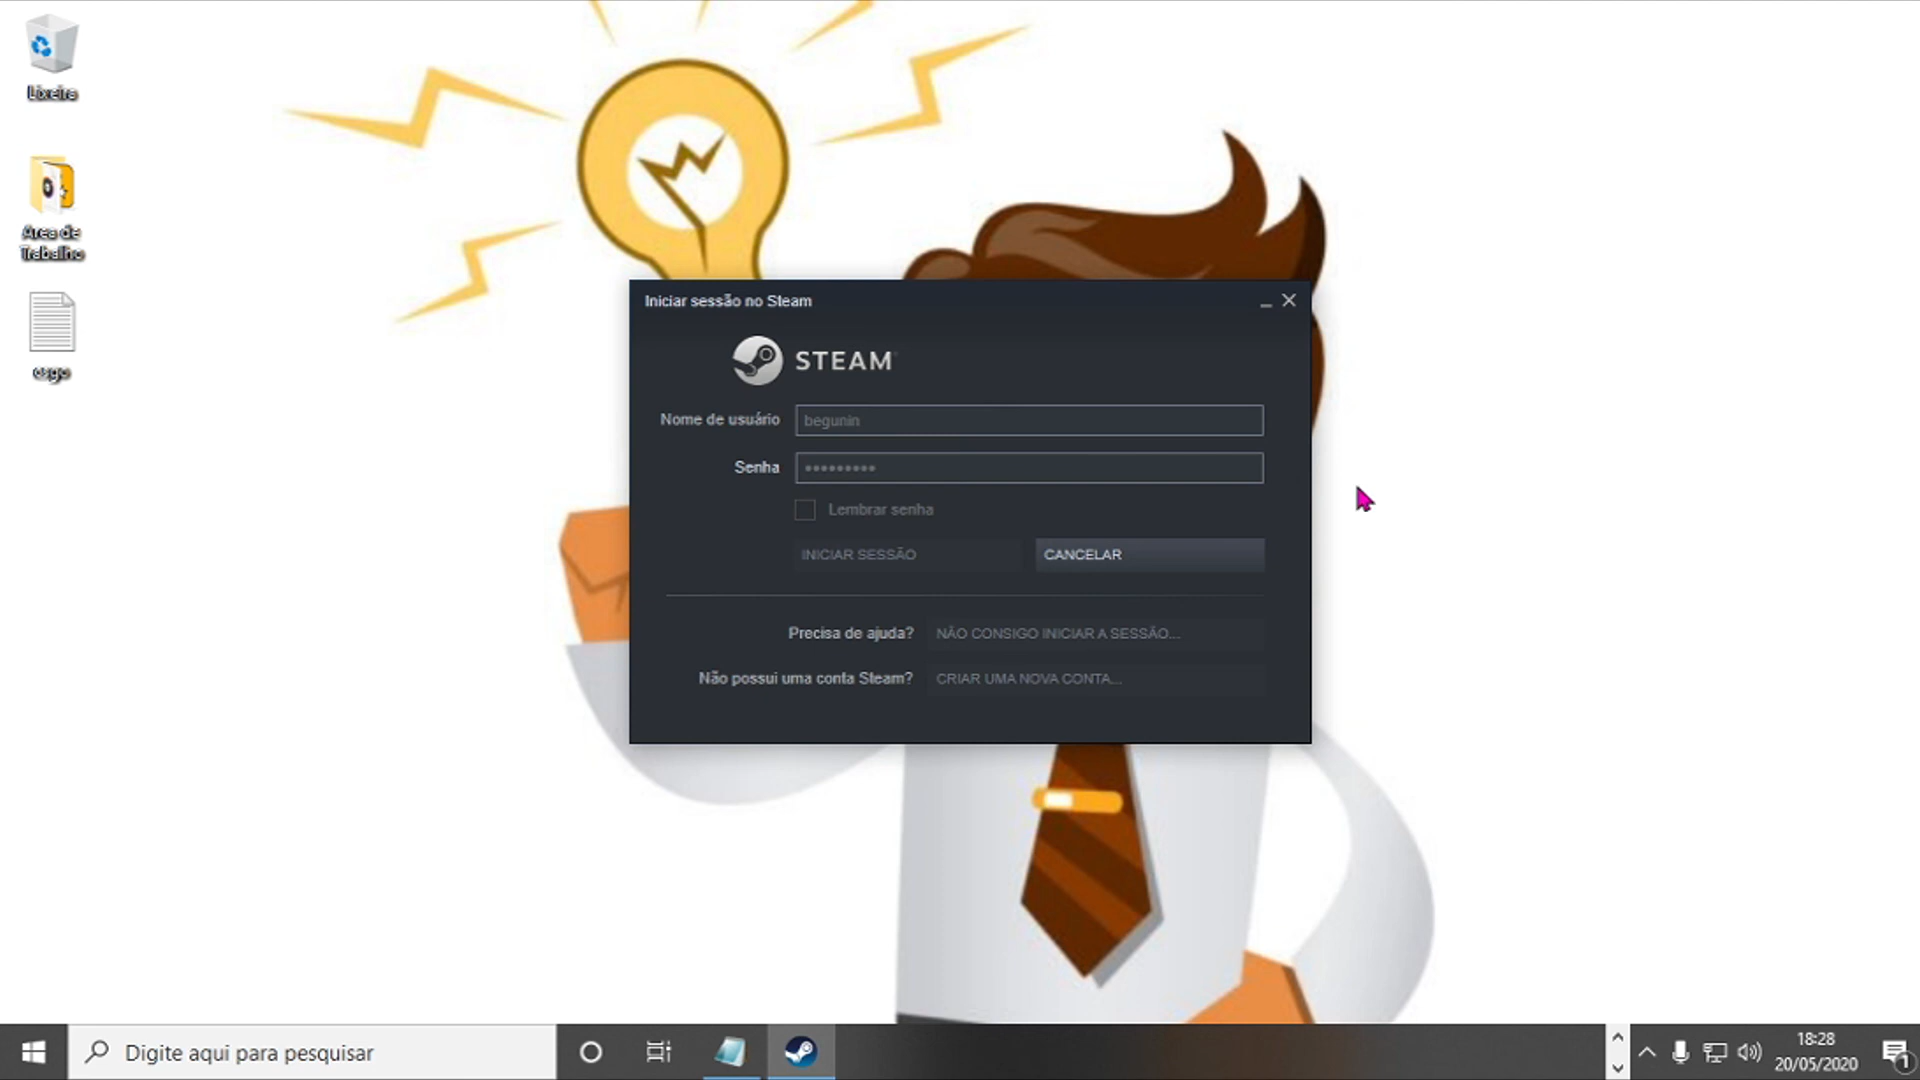 Lixeira
Área de
Trabalho
csgo
Iniciar sessão no Steam
STEAM
Nome de usuário
begunin
Senha
•••••••••
Lembrar senha
INICIAR SESSÃO
CANCELAR
Precisa de ajuda?
NÃO CONSIGO INICIAR A SESSÃO...
Não possui uma conta Steam?
CRIAR UMA NOVA CONTA...
Digite aqui para pesquisar
18:28
20/05/2020
1